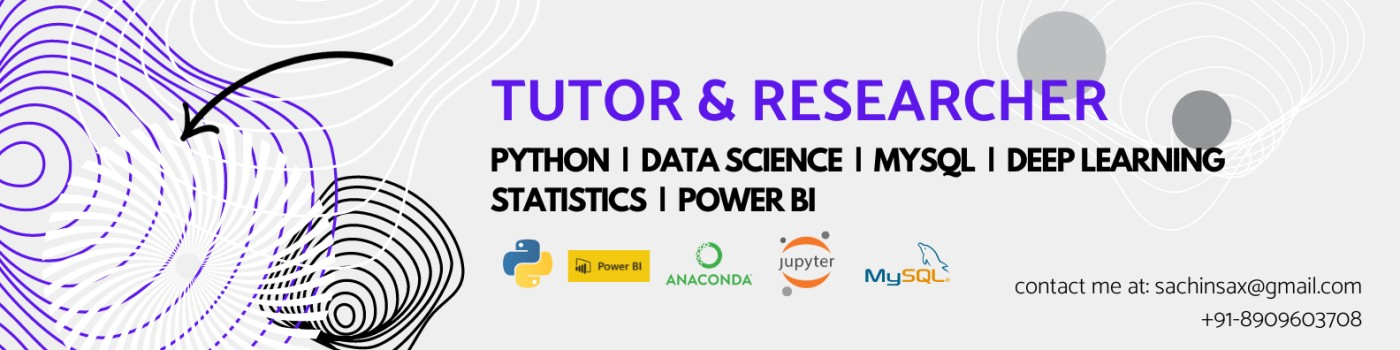 TUTOR & RESEARCHER
PYTHON | DATA SCIENCE | MYSQL | DEEP LEARNING
STATISTICS | POWER BI
Power BI
ANACONDA
jupyter
MySQL
contact me at: sachinsax@gmail.com
+91-8909603708